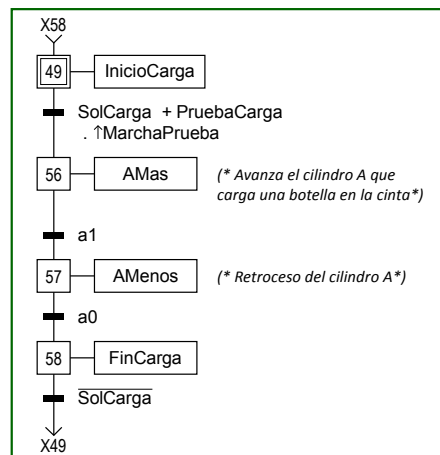 X58
49 InicioCarga
SolCarga + PruebaCarga
. ↑MarchaPrueba
56 AMas (* Avanza el cilindro A que
carga una botella en la cinta*)
a1
57 AMenos (* Retroceso del cilindro A*)
a0
58 FinCarga
S̅o̅l̅C̅a̅r̅g̅a̅
X49